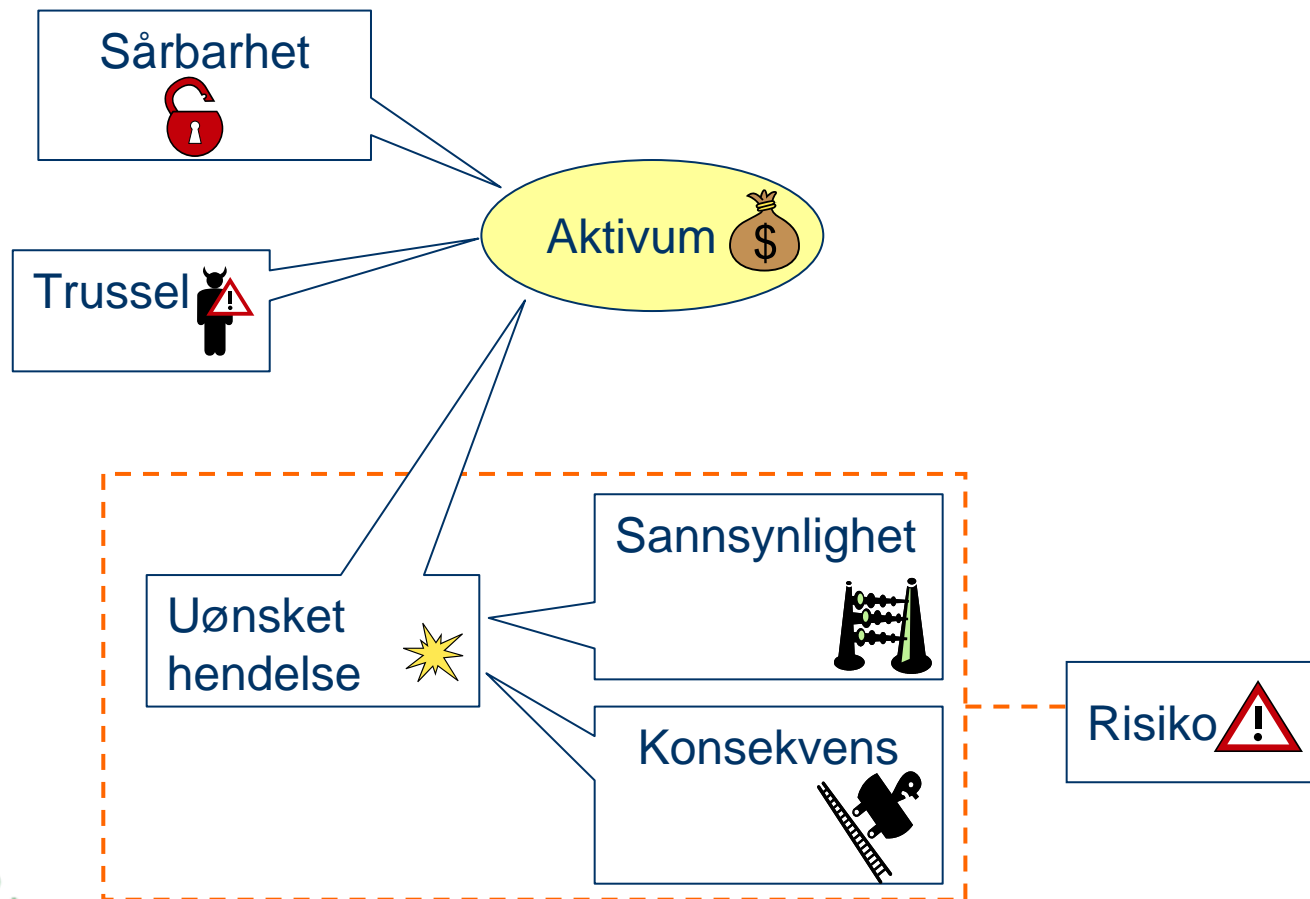 Sårbarhet
Aktivum
$
Trussel
!
Sannsynlighet
Uønsket
hendelse
Konsekvens
Risiko
!